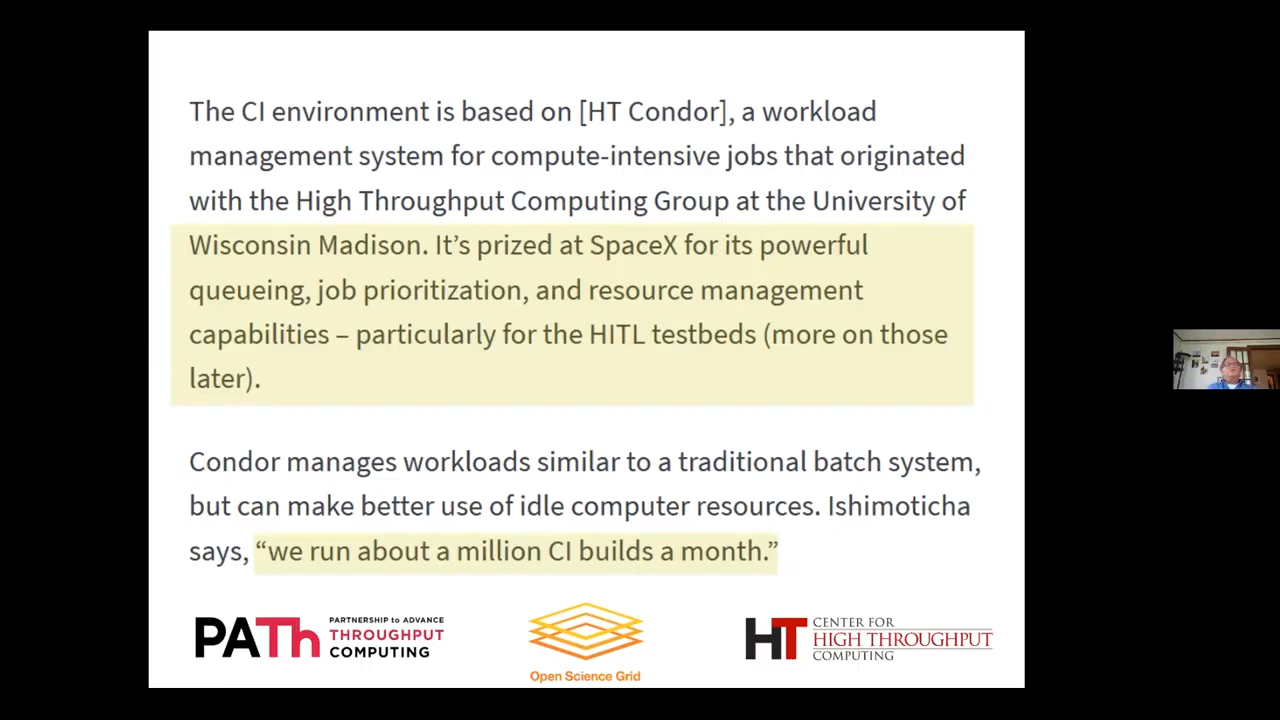 The CI environment is based on [HT Condor], a workload
management system for compute-intensive jobs that originated
with the High Throughput Computing Group at the University of
Wisconsin Madison. It’s prized at SpaceX for its powerful
queueing, job prioritization, and resource management
capabilities – particularly for the HITL testbeds (more on those
later).
Condor manages workloads similar to a traditional batch system,
but can make better use of idle computer resources. Ishimoticha
says, “we run about a million CI builds a month.”
PATh
PARTNERSHIP to ADVANCE
THROUGHPUT
COMPUTING
Open Science Grid
HT
CENTER FOR
HIGH THROUGHPUT
COMPUTING